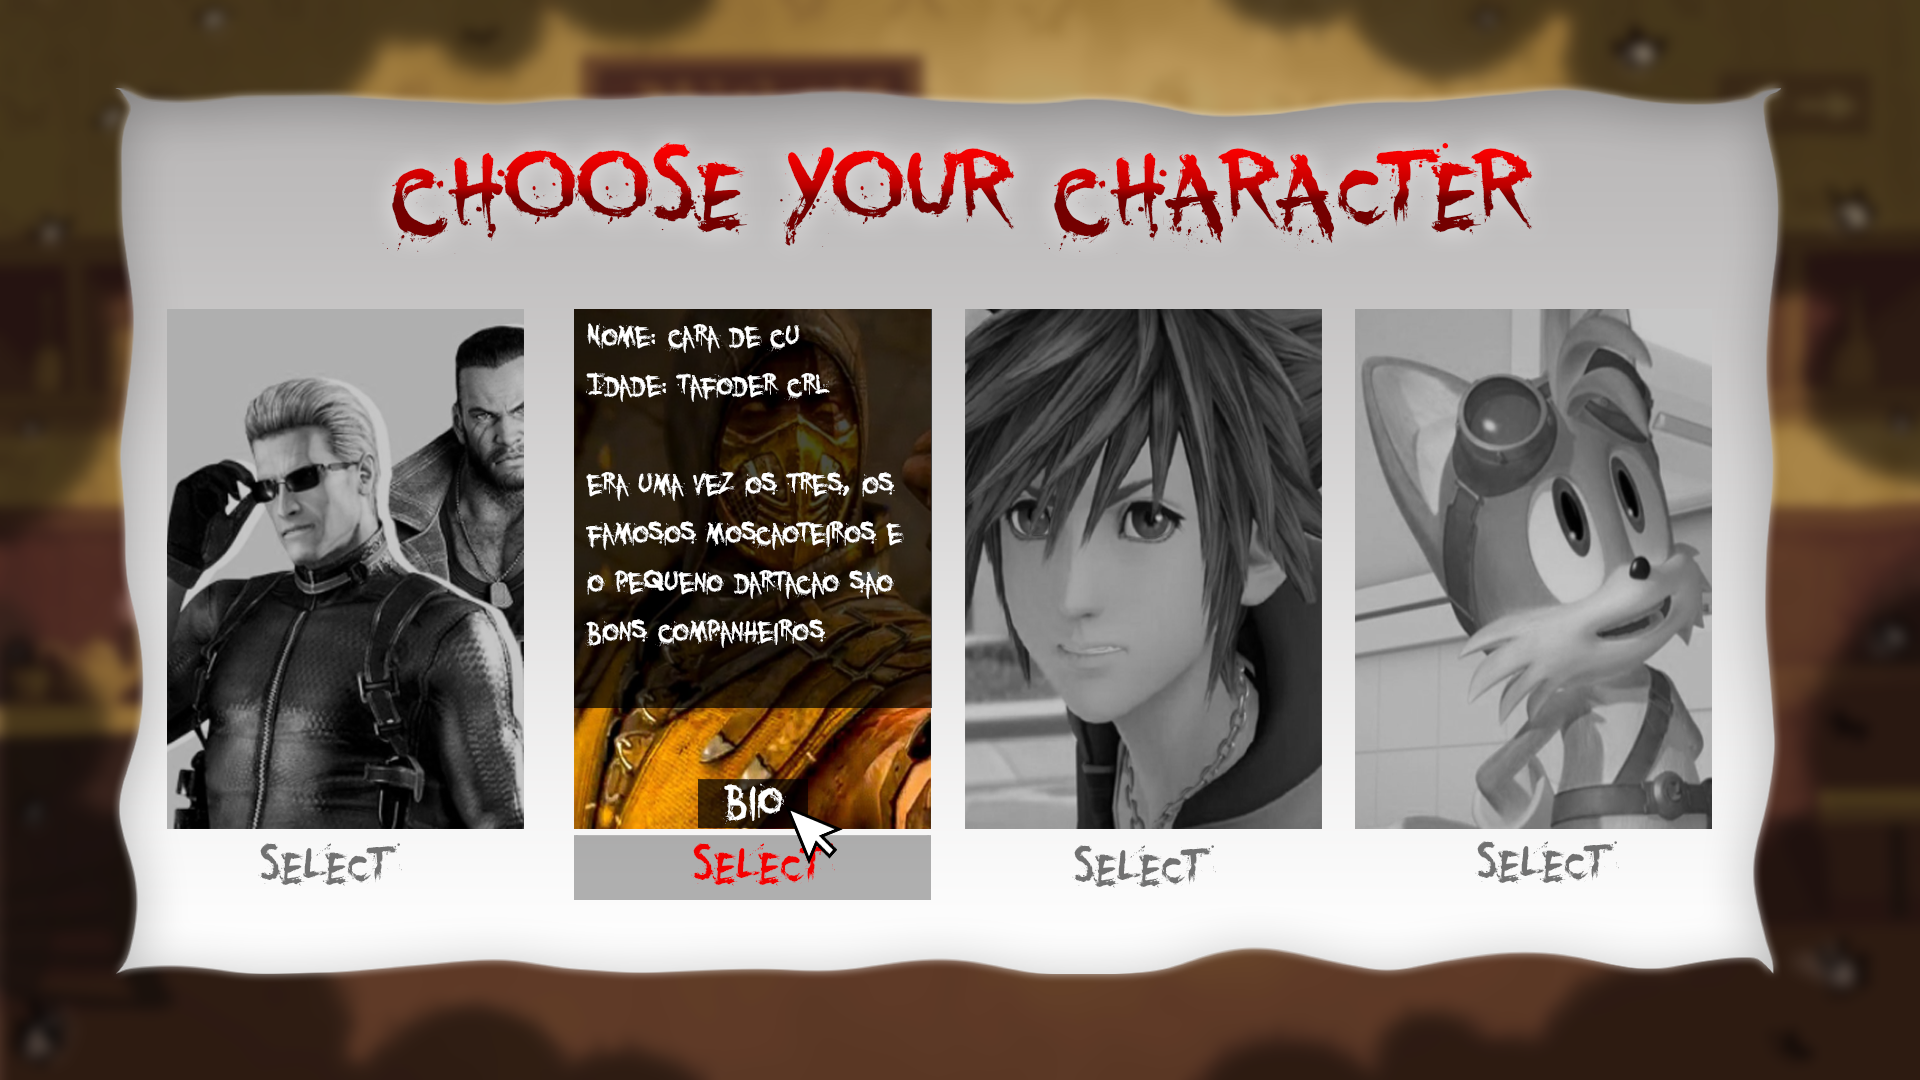 CHOOSE YOUR CHARACTER
NOME: CARA DE CU
IDADE: TAFODER CRL
ERA UMA VEZ OS TRES, OS
FAMOSOS MOSCAOTEIROS E
O PEQUENO DARTACAO SAO
BONS COMPANHEIROS
BIO
SELECT
SELECT
SELECT
SELECT